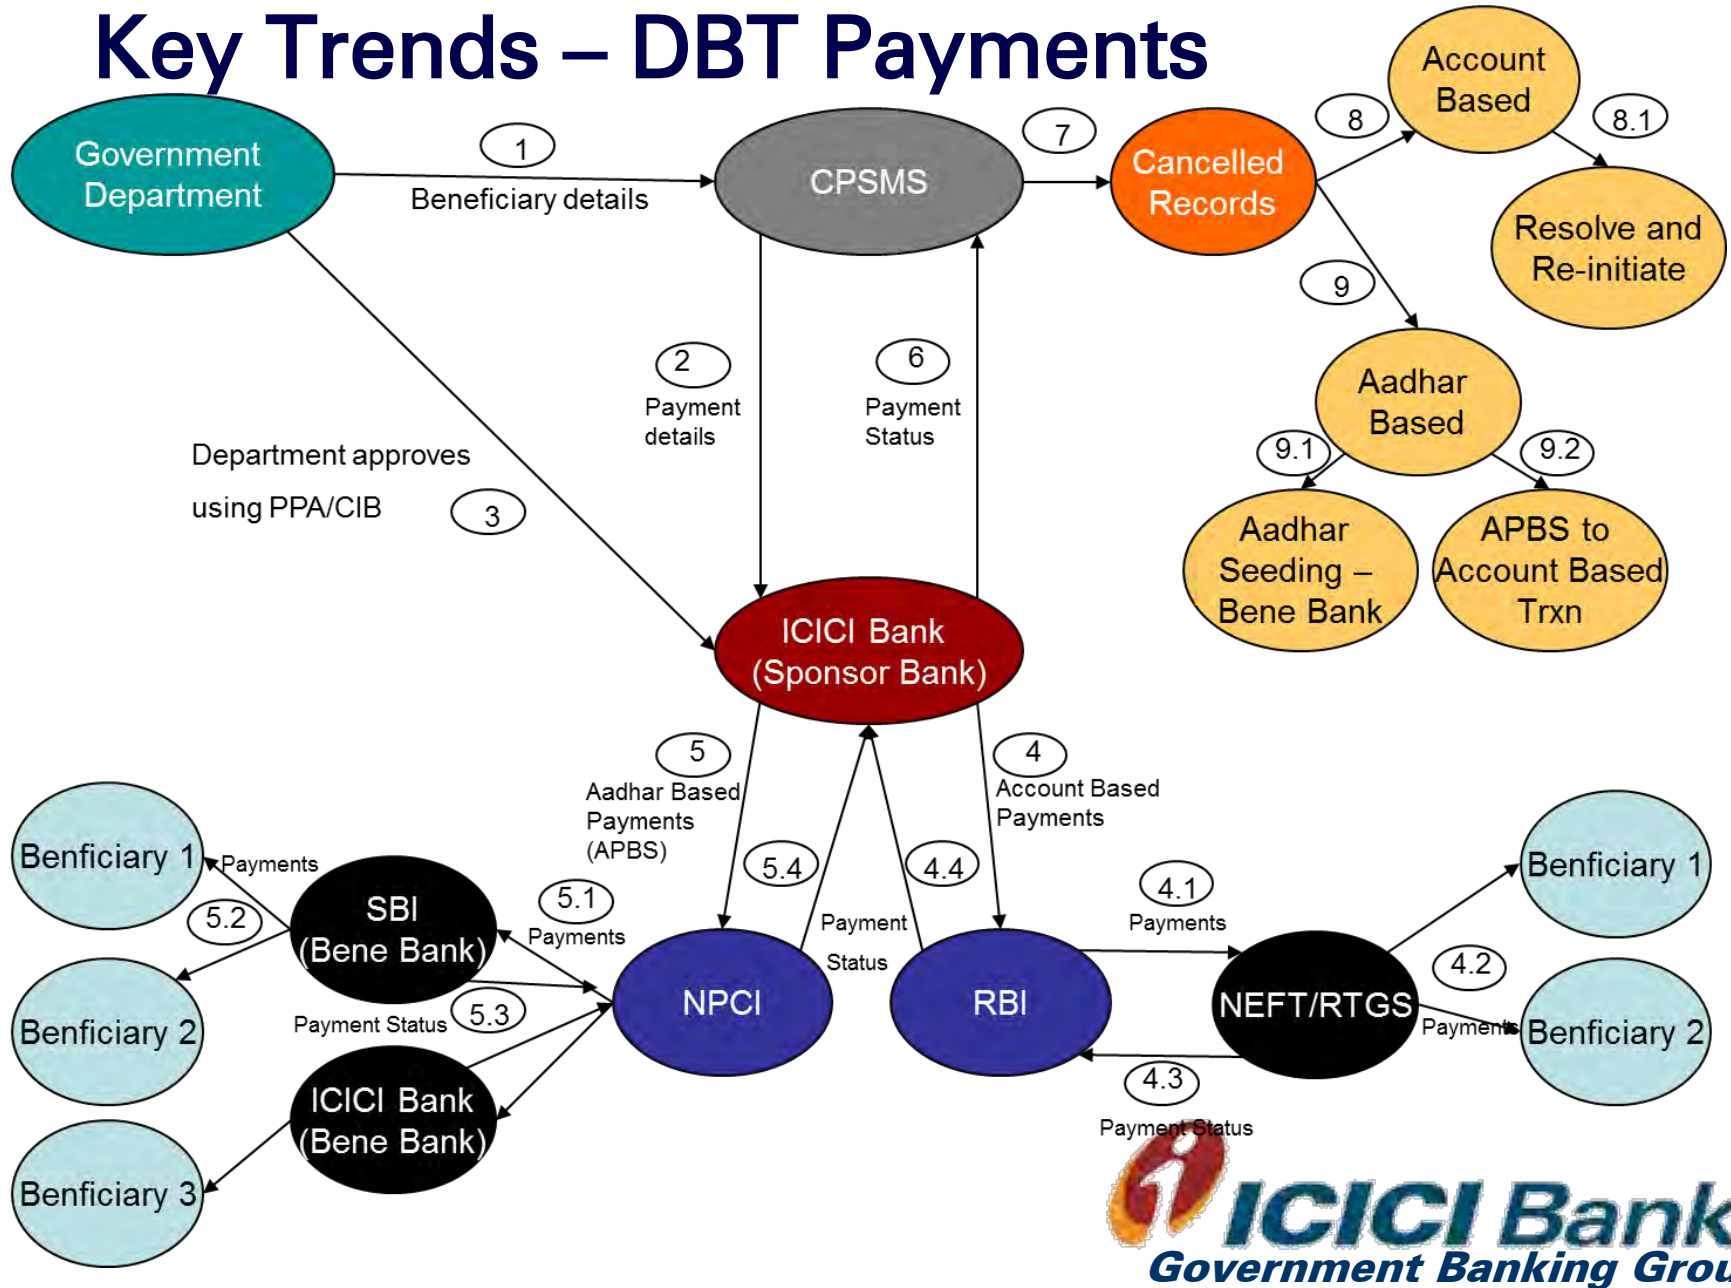 Key Trends – DBT Payments
Government
Department
1
Beneficiary details
CPSMS
7
Cancelled
Records
8
Account
Based
8.1
Resolve and
Re-initiate
9
Aadhar
Based
9.1
9.2
Aadhar
Seeding –
Bene Bank
APBS to
Account Based
Trxn
2
Payment
details
6
Payment
Status
Department approves
using PPA/CIB
3
ICICI Bank
(Sponsor Bank)
5
Aadhar Based
Payments
(APBS)
4
Account Based
Payments
5.4
4.4
Payment
Status
Benficiary 1
Payments
5.2
SBI
(Bene Bank)
5.1
Payments
Benficiary 2
Payment Status
5.3
NPCI
RBI
4.1
Payments
NEFT/RTGS
4.2
Payments
Benficiary 1
Benficiary 2
4.3
Payment Status
ICICI Bank
(Bene Bank)
Benficiary 3
ICICI Bank
Government Banking Grou